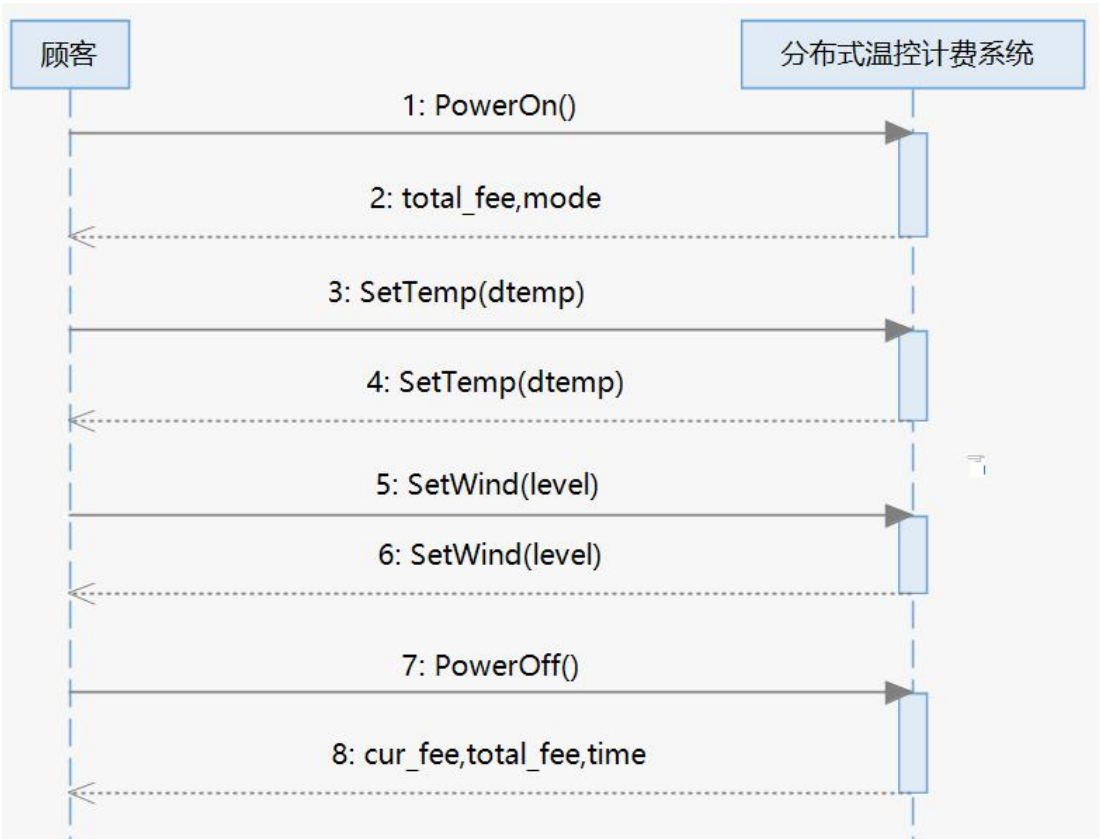 顾客
分布式温控计费系统
1: PowerOn()
2: total_fee,mode
3: SetTemp(dtemp)
4: SetTemp(dtemp)
5: SetWind(level)
6: SetWind(level)
7: PowerOff()
8: cur_fee,total_fee,time